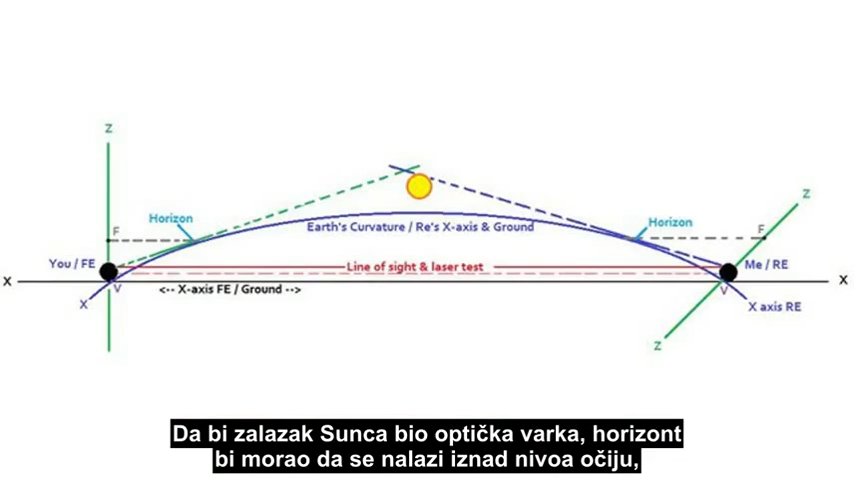 Z
Z
F
Horizon
Horizon
F
Earth's Curvature / Re's X-axis & Ground
You / FE
Line of sight & laser test
Me / RE
X
X
V
<-- X-axis FE / Ground -->
V
X
X axis RE
Z
Da bi zalazak Sunca bio optička varka, horizont
bi morao da se nalazi iznad nivoa očiju,